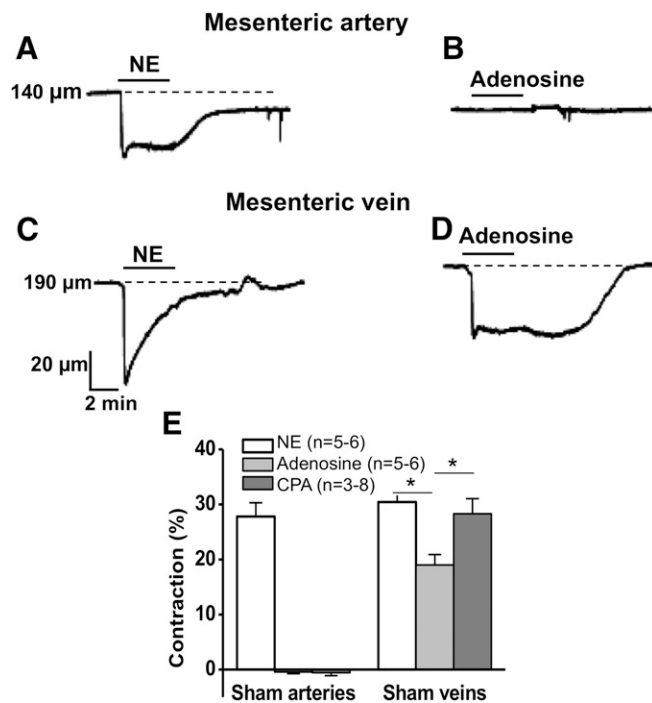 Mesenteric artery
A
B
NE
Adenosine
140 µm
Mesenteric vein
C
D
NE
Adenosine
190 µm
20 µm
2 min
E
40
30
20
10
0
Contraction (%)
NE (n=5-6)
Adenosine (n=5-6)
CPA (n=3-8)
*
*
Sham arteries
Sham veins